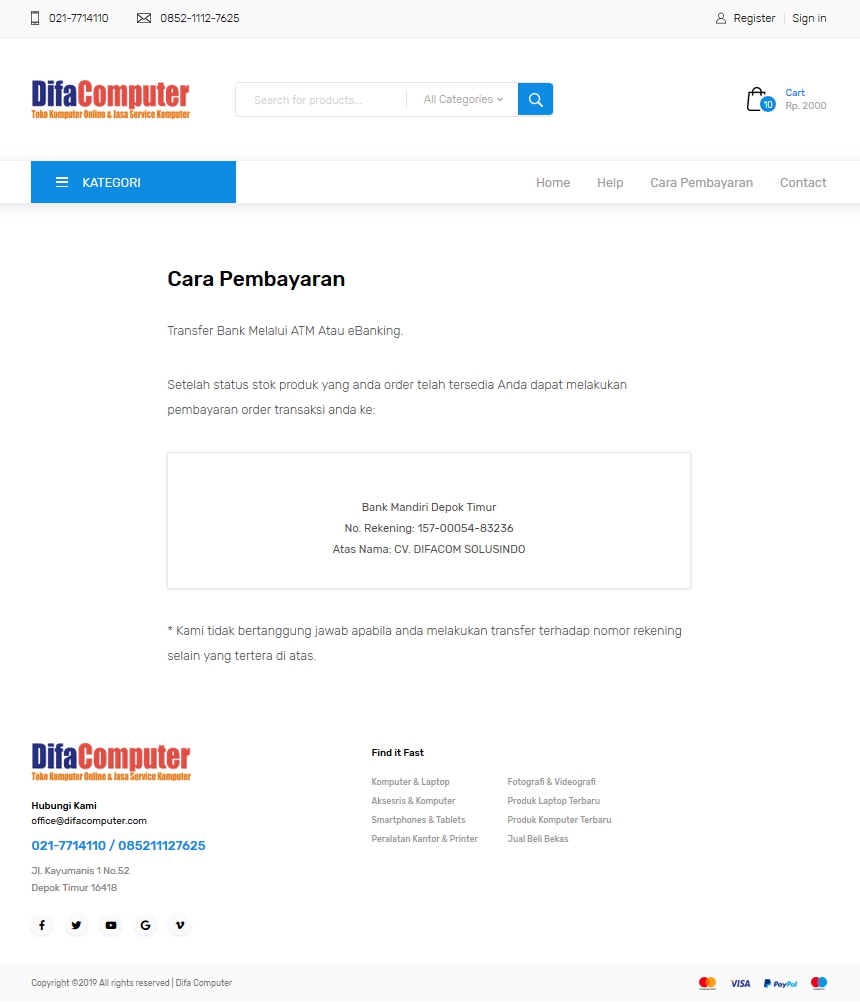 021-7714110
0852-1112-7625
Register
Sign in
DifaComputer
Toko Komputer Online & Jasa Service Komputer
Search for products...
All Categories
Cart
10
Rp. 2000
KATEGORI
Home
Help
Cara Pembayaran
Contact
Cara Pembayaran
Transfer Bank Melalui ATM Atau eBanking.
Setelah status stok produk yang anda order telah tersedia Anda dapat melakukan
pembayaran order transaksi anda ke:
Bank Mandiri Depok Timur
No. Rekening: 157-00054-83236
Atas Nama: CV. DIFACOM SOLUSINDO
* Kami tidak bertanggung jawab apabila anda melakukan transfer terhadap nomor rekening
selain yang tertera di atas.
DifaComputer
Toko Komputer Online & Jasa Service Komputer
Hubungi Kami
office@difacomputer.com
021-7714110 / 085211127625
Jl. Kayumanis 1 No.52
Depok Timur 16418
Find it Fast
Komputer & Laptop
Aksesris & Komputer
Smartphones & Tablets
Peralatan Kantor & Printer
Fotografi & Videografi
Produk Laptop Terbaru
Produk Komputer Terbaru
Jual Beli Bekas
Copyright ©2019 All rights reserved | Difa Computer
VISA
PayPal